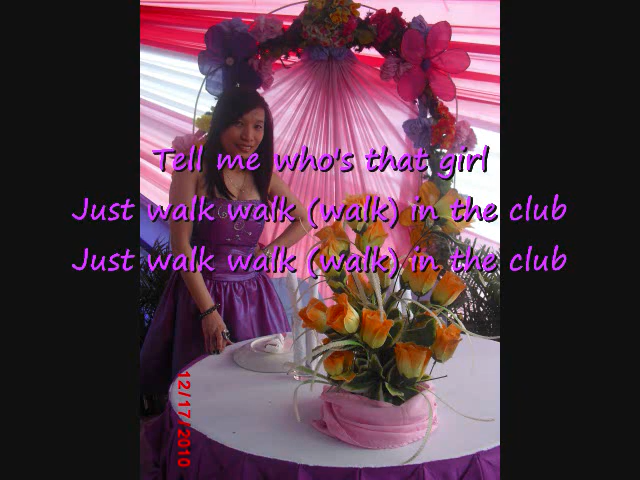 Tell me who's that girl
Just walk walk (walk) in the club
Just walk walk (walk) in the club
12/17/2010